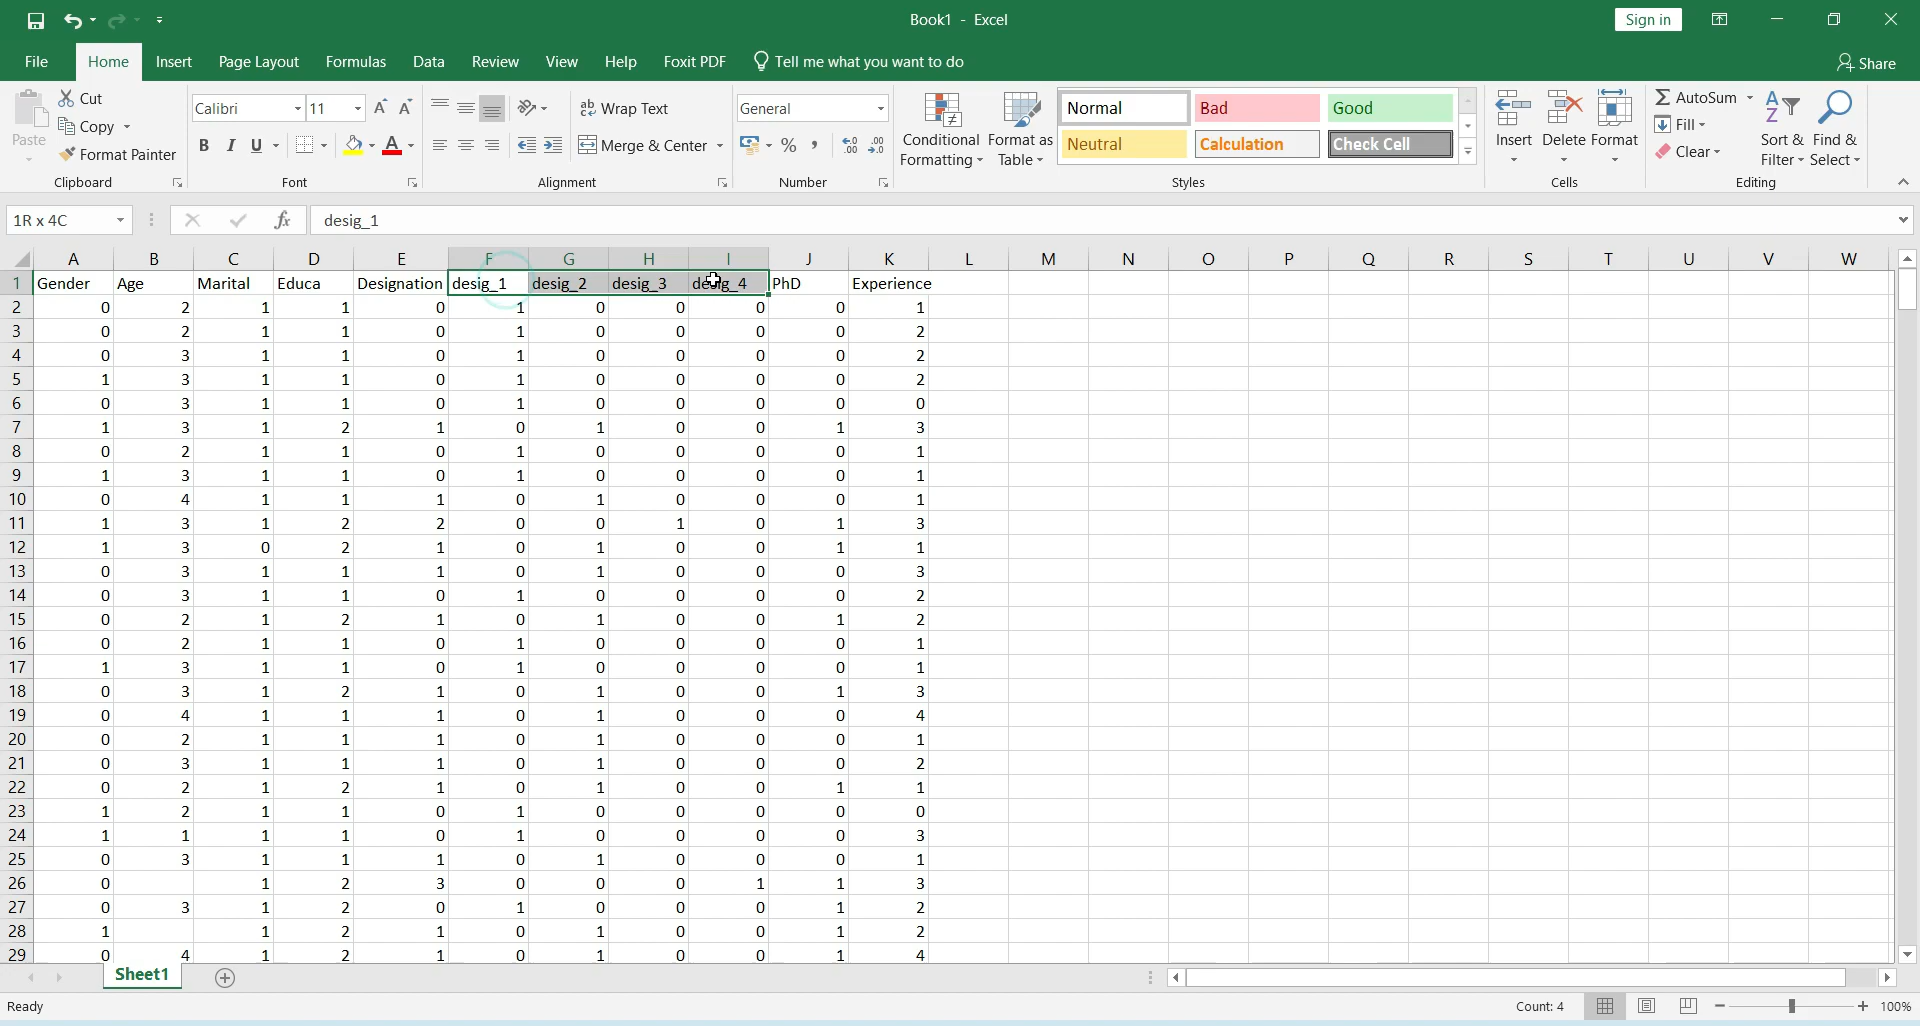 Book1 - Excel
Sign in
File Home Insert Page Layout Formulas Data Review View Help Foxit PDF Tell me what you want to do
Share
Paste
Cut
Copy
Format Painter
Clipboard
Calibri 11
B I U
Font
Wrap Text
Merge & Center
Alignment
General
Number
Conditional Formatting
Format as Table
Normal Bad Good
Neutral Calculation Check Cell
Styles
Insert Delete Format
Cells
AutoSum
Fill
Clear
Sort & Filter
Find & Select
Editing
1R x 4C desig_1
A B C D E F G H I J K L M N O P Q R S T U V W
1 Gender Age Marital Educa Designation desig_1 desig_2 desig_3 desig_4 PhD Experience
2 0 2 1 1 0 1 0 0 0 0 1
3 0 2 1 1 0 1 0 0 0 0 2
4 0 3 1 1 0 1 0 0 0 0 2
5 1 3 1 1 0 1 0 0 0 0 2
6 0 3 1 1 0 1 0 0 0 0 0
7 1 3 1 2 1 0 1 0 0 1 3
8 0 2 1 1 0 1 0 0 0 0 1
9 1 3 1 1 0 1 0 0 0 0 1
10 0 4 1 1 1 0 1 0 0 0 1
11 1 3 1 2 2 0 0 1 0 1 3
12 1 3 0 2 1 0 1 0 0 1 1
13 0 3 1 1 1 0 1 0 0 0 3
14 0 3 1 1 0 1 0 0 0 0 2
15 0 2 1 2 1 0 1 0 0 1 2
16 0 2 1 1 0 1 0 0 0 0 1
17 1 3 1 1 0 1 0 0 0 0 1
18 0 3 1 2 1 0 1 0 0 1 3
19 0 4 1 1 1 0 1 0 0 0 4
20 0 2 1 1 1 0 1 0 0 0 1
21 0 3 1 1 1 0 1 0 0 0 2
22 0 2 1 2 1 0 1 0 0 1 1
23 1 2 1 1 0 1 0 0 0 0 0
24 1 1 1 1 0 1 0 0 0 0 3
25 0 3 1 1 1 0 1 0 0 0 1
26 0 1 2 3 0 0 0 1 1 3
27 0 3 1 2 0 1 0 0 0 1 2
28 1 1 2 1 0 1 0 0 1 2
29 0 4 1 2 1 0 1 0 0 1 4
Sheet1
Ready Count: 4 100%